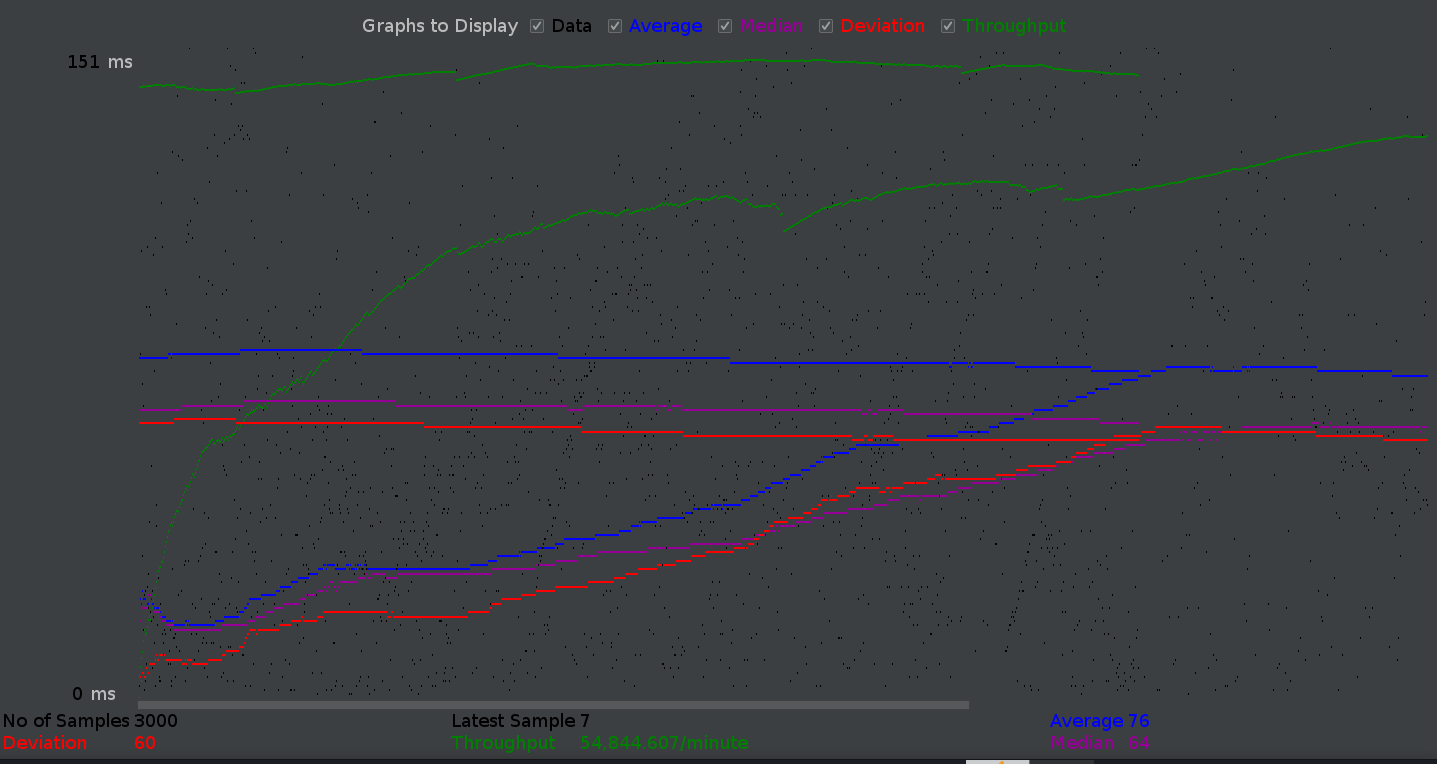 Graphs to Display Data Average Median Deviation Throughput
151 ms
0 ms
No of Samples 3000 Latest Sample 7 Average 76
Deviation 60 Throughput 54,844.607/minute Median 64